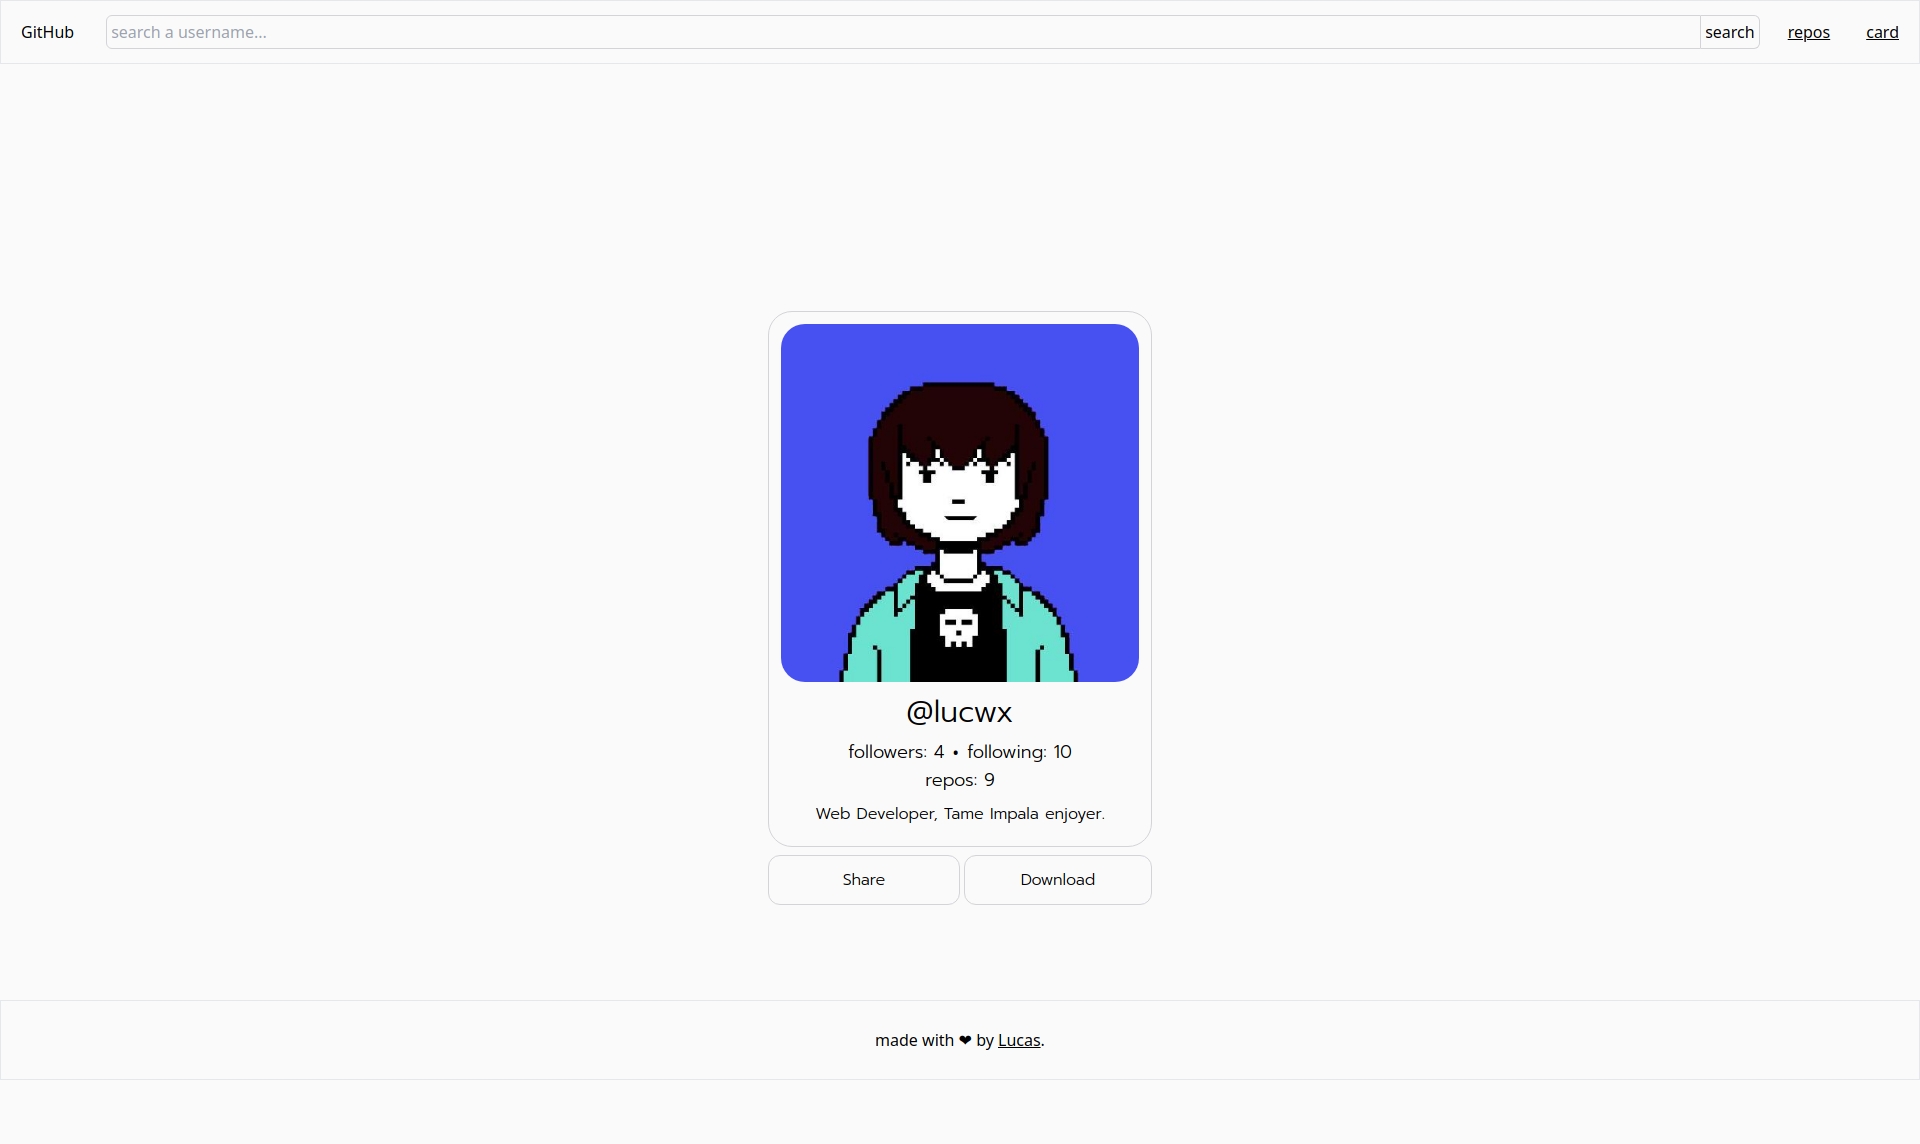 GitHub search a username... search repos card
@lucwx
followers: 4 • following: 10
repos: 9
Web Developer, Tame Impala enjoyer.
Share Download
made with ❤ by Lucas.